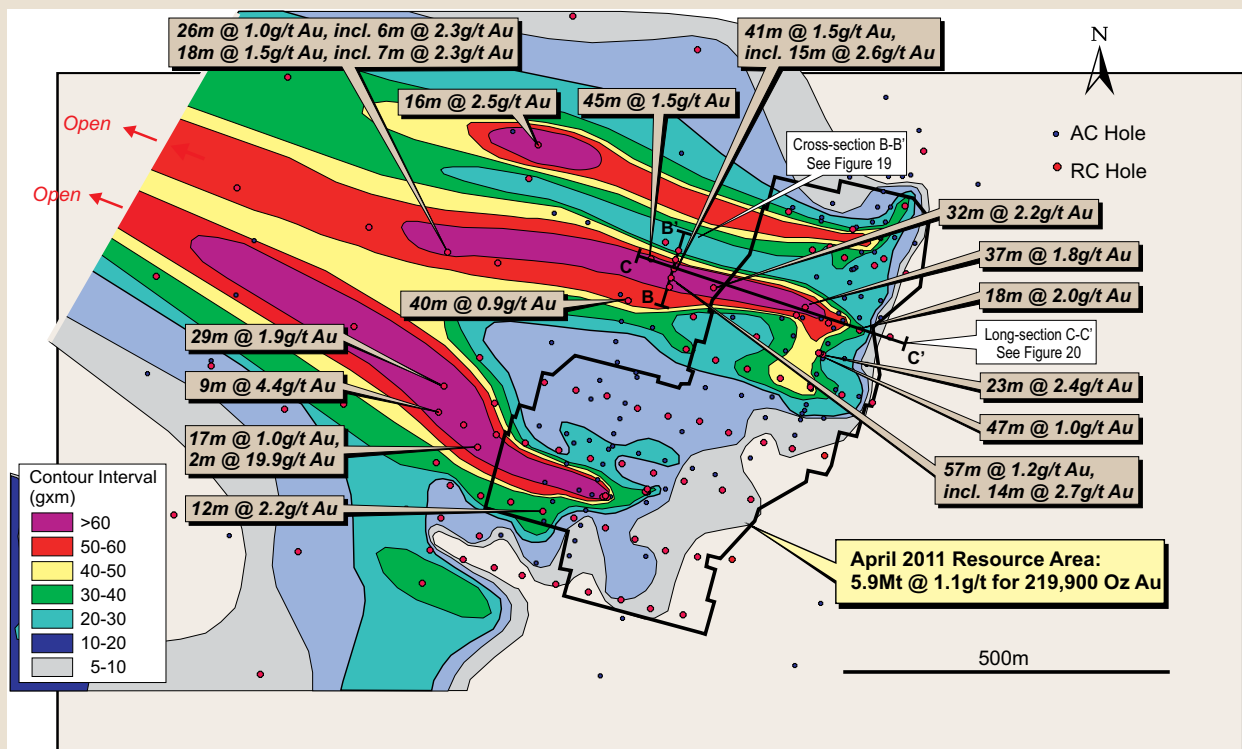 26m @ 1.0g/t Au, incl. 6m @ 2.3g/t Au
18m @ 1.5g/t Au, incl. 7m @ 2.3g/t Au
41m @ 1.5g/t Au,
incl. 15m @ 2.6g/t Au
N
16m @ 2.5g/t Au
45m @ 1.5g/t Au
Open
AC Hole
RC Hole
Cross-section B-B'
See Figure 19
Open
32m @ 2.2g/t Au
B'
C
37m @ 1.8g/t Au
B
40m @ 0.9g/t Au
18m @ 2.0g/t Au
29m @ 1.9g/t Au
Long-section C-C'
See Figure 20
C'
9m @ 4.4g/t Au
23m @ 2.4g/t Au
17m @ 1.0g/t Au,
2m @ 19.9g/t Au
47m @ 1.0g/t Au
57m @ 1.2g/t Au,
incl. 14m @ 2.7g/t Au
12m @ 2.2g/t Au
Contour Interval
(gxm)
>60
50-60
40-50
30-40
20-30
10-20
5-10
April 2011 Resource Area:
5.9Mt @ 1.1g/t for 219,900 Oz Au
500m